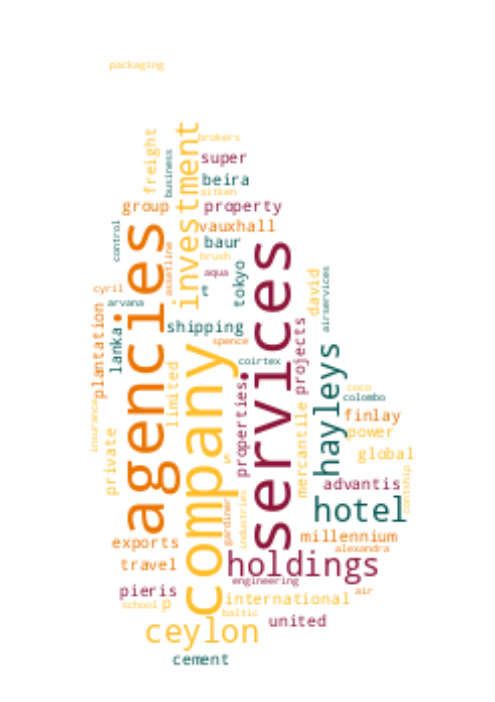 packaging
brokers
freight
business
investment
super
beira
aitken
group
property
control
agencies
vauxhall
baur
assetline
brush
services
aqua
tokyo
t
cyril
arvana
david
airservices
plantation
lanka
shipping
spence
coirtex
projects
hayleys
company
limited
properties
mercantile
coco
colombo
finlay
insurance
private
power
s
global
advantis
gardiner
industries
hotel
exports
millennium
alexandra
travel
holdings
engineering
pieris
school
p
international
air
baltic
united
ceylon
cement